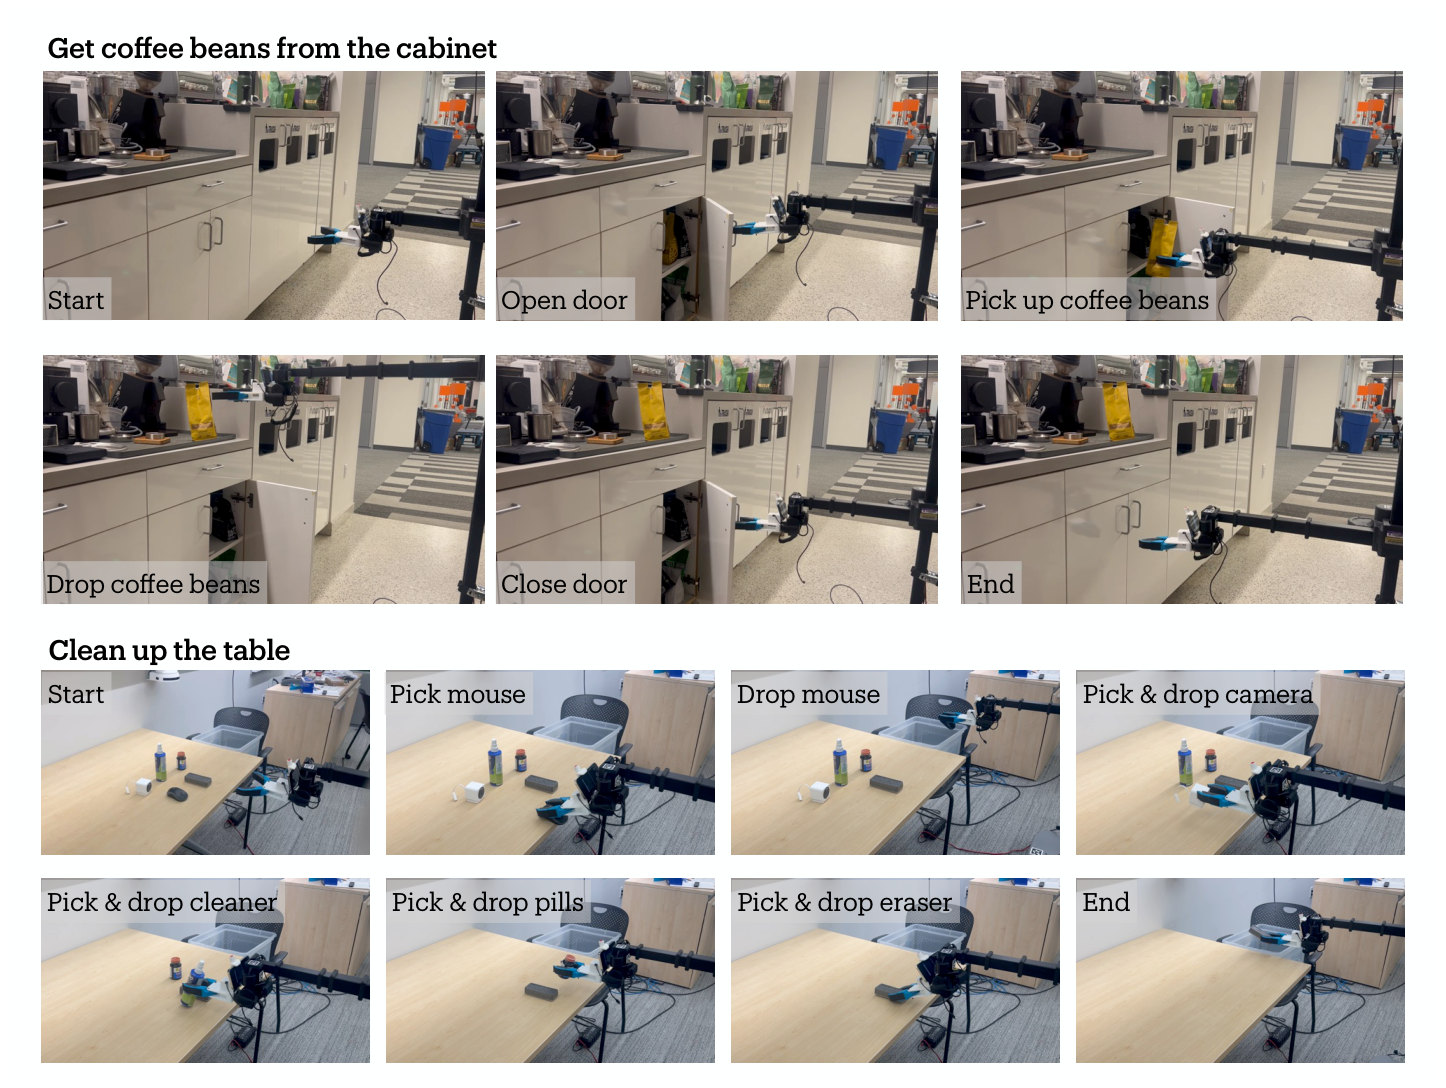 Get coffee beans from the cabinet
Start
Open door
Pick up coffee beans
Drop coffee beans
Close door
End
Clean up the table
Start
Pick mouse
Drop mouse
Pick & drop camera
Pick & drop cleaner
Pick & drop pills
Pick & drop eraser
End